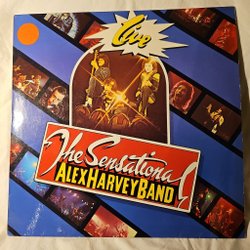 Live
The Sensational
ALEX HARVEY BAND